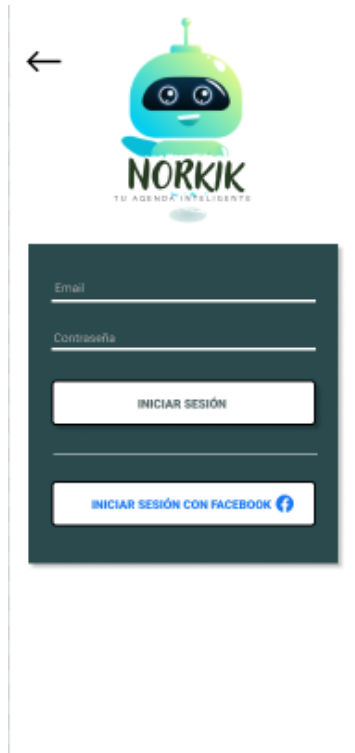 NORKIK
TU AGENDA INTELIGENTE
Email
Contraseña
INICIAR SESIÓN
INICIAR SESIÓN CON FACEBOOK